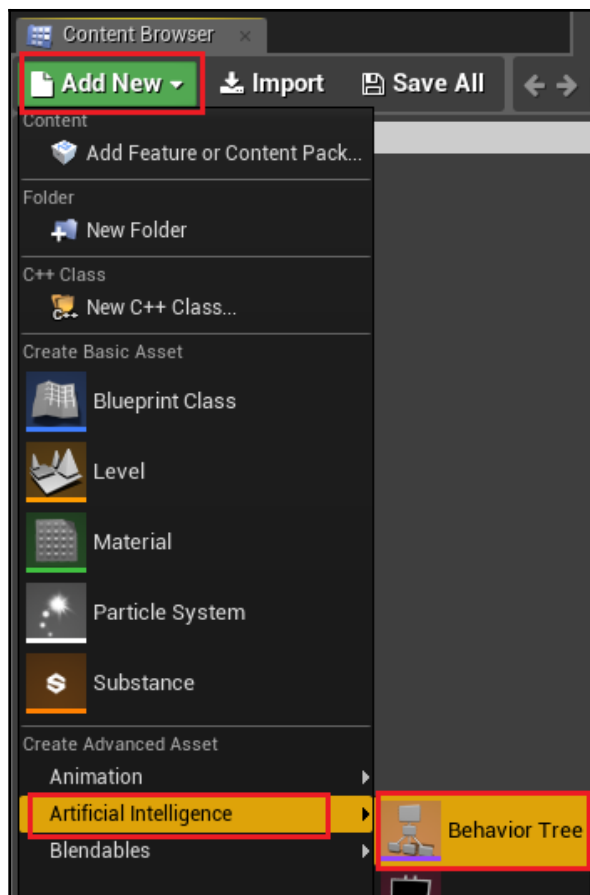 Content Browser
Add New
Import
Save All
Content
Add Feature or Content Pack...
Folder
New Folder
C++ Class
C++
New C++ Class...
Create Basic Asset
Blueprint Class
Level
Material
Particle System
S
Substance
Create Advanced Asset
Animation
Artificial Intelligence
Behavior Tree
Blendables